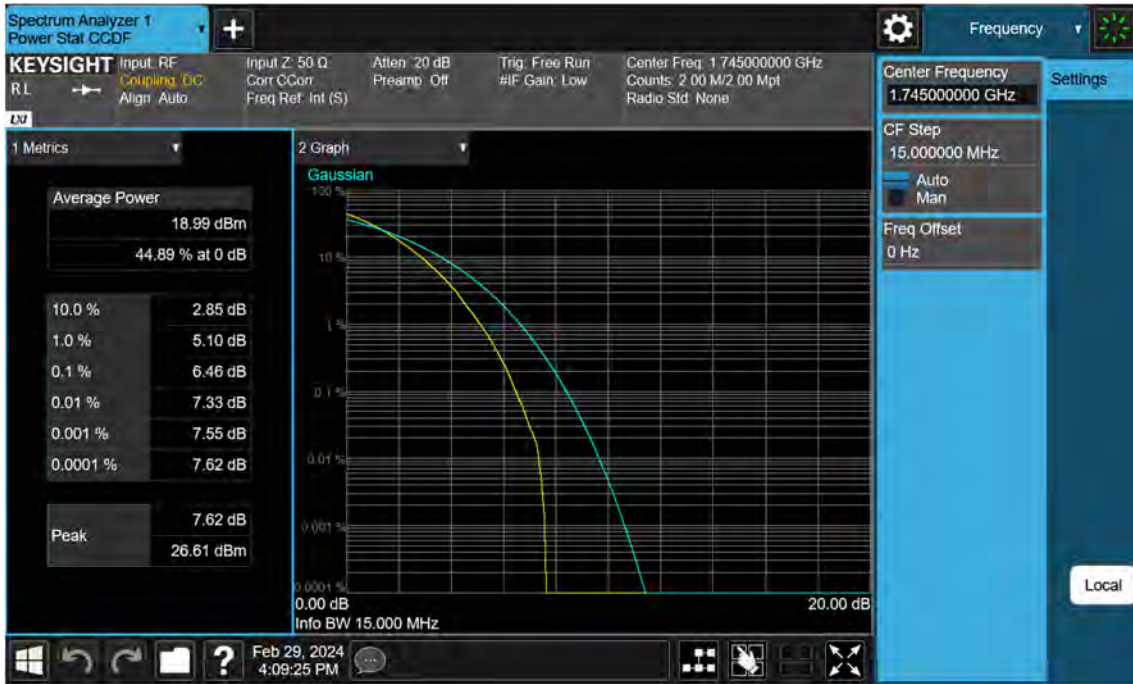 Spectrum Analyzer 1
Power Stat CCDF
+
Frequency
KEYSIGHT
R L
LXI
Input: RF
Coupling: DC
Align: Auto
Input Z: 50 Ω
Corr CCorr
Freq Ref: Int (S)
Atten: 20 dB
Preamp: Off
Trig: Free Run
#IF Gain: Low
Center Freq: 1.745000000 GHz
Counts: 2.00 M/2.00 Mpt
Radio Std: None
Center Frequency
1.745000000 GHz
Settings
CF Step
15.000000 MHz
Auto
Man
Freq Offset
0 Hz
Local
1 Metrics
Average Power
18.99 dBm
44.89 % at 0 dB
10.0 % 2.85 dB
1.0 % 5.10 dB
0.1 % 6.46 dB
0.01 % 7.33 dB
0.001 % 7.55 dB
0.0001 % 7.62 dB
Peak
7.62 dB
26.61 dBm
2 Graph
Gaussian
100 %
10 %
1 %
0.1 %
0.01 %
0.001 %
0.0001 %
0.00 dB 20.00 dB
Info BW 15.000 MHz
?
Feb 29, 2024
4:09:25 PM